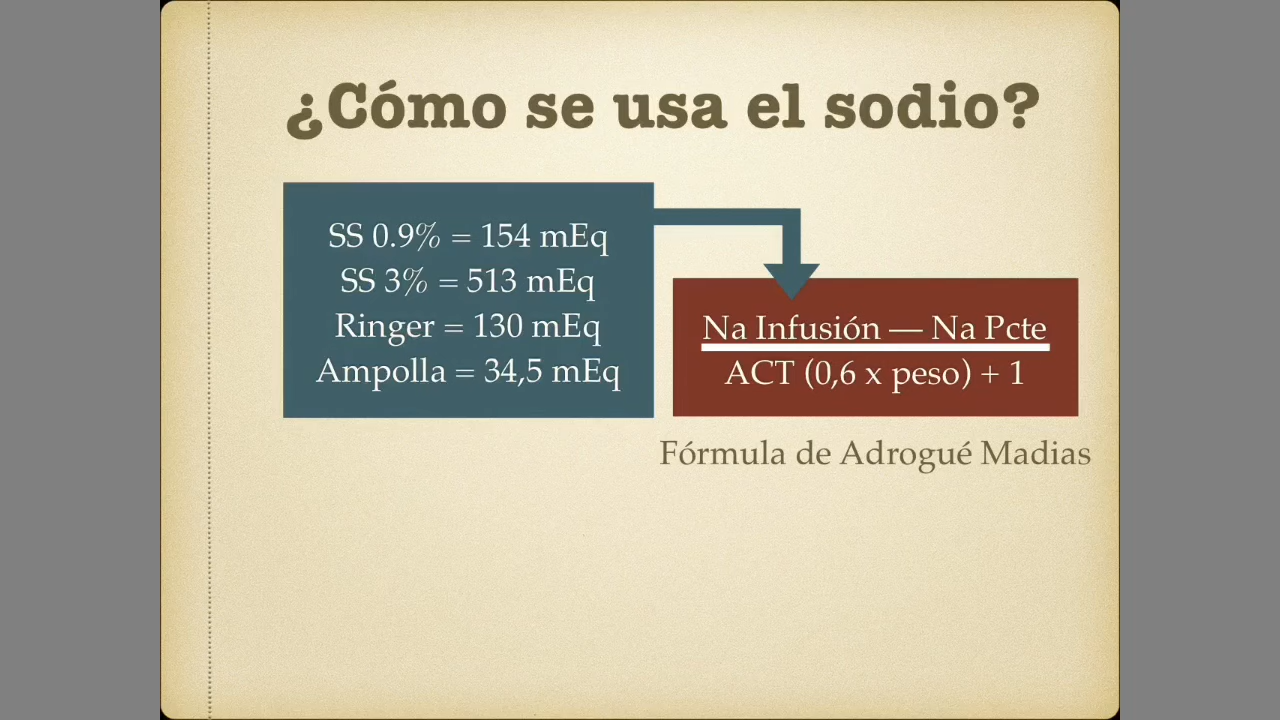 ¿Cómo se usa el sodio?
SS 0.9% = 154 mEq
SS 3% = 513 mEq
Ringer = 130 mEq
Ampolla = 34,5 mEq
Na Infusión — Na Pcte
ACT (0,6 x peso) + 1
Fórmula de Adrogué Madias